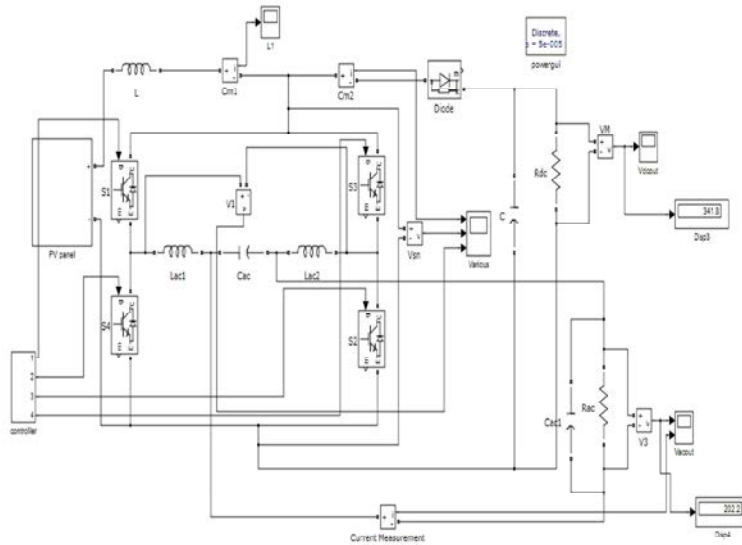 L1
Discrete,
s = 5e-005
powergui
L
Cm1
Cm2
Diode
VM
Vdcout
341.8
Disp3
Rdc
C
S1
S3
V1
PV panel
Lac1
Cac
Lac2
Vsn
Various
S4
S2
1
2
3
4
controller
Cac1
Rac
V3
Vacout
202.2
Disp4
Current Measurement